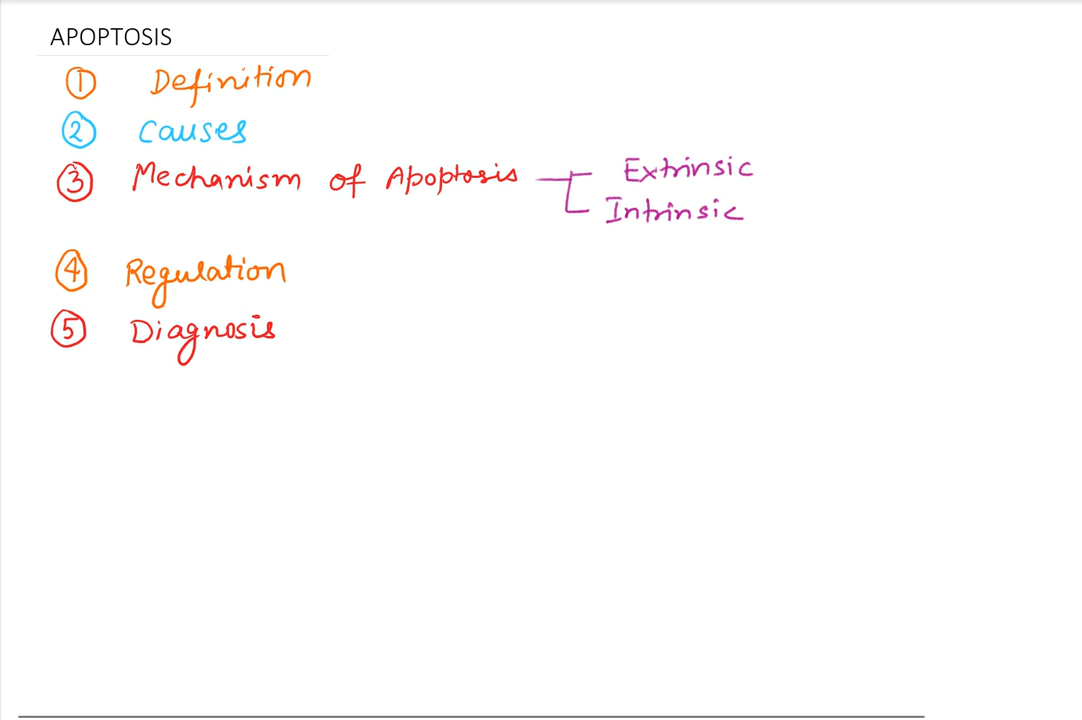 APOPTOSIS
① Definition
② Causes
③ Mechanism of Apoptosis Extrinsic
Intrinsic
④ Regulation
⑤ Diagnosis